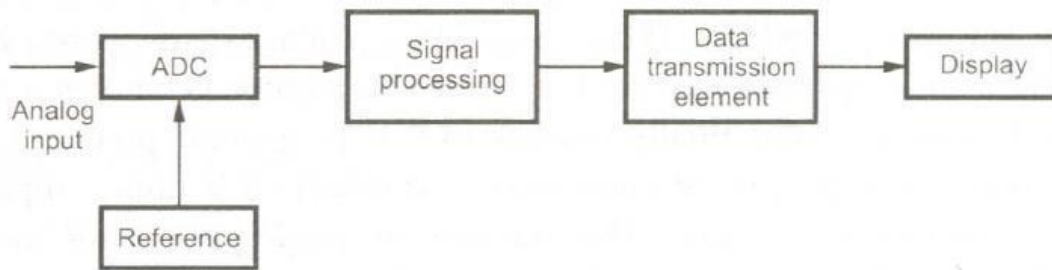 ADC
Analog
input
Signal
processing
Data
transmission
element
Display
Reference